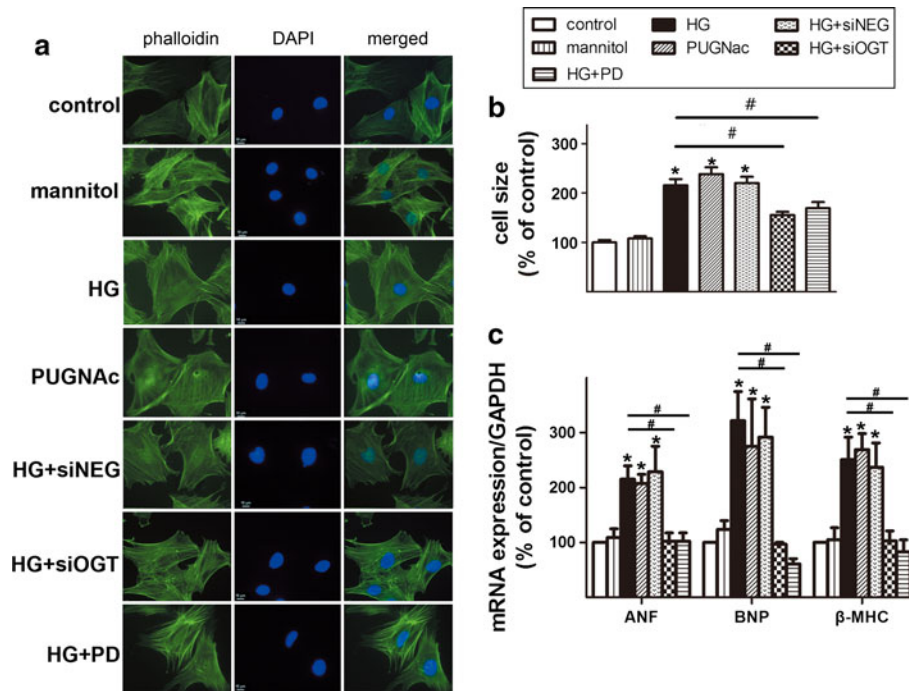 a
phalloidin DAPI merged
control
mannitol
HG
PUGNAc
HG+siNEG
HG+siOGT
HG+PD
control HG HG+siNEG
mannitol PUGNac HG+siOGT
HG+PD
b
cell size
(% of control)
300
200
100
* * *
#
#
c
mRNA expression/GAPDH
(% of control)
300
200
100
* * *
#
#
* * *
#
#
* * *
#
#
ANF BNP β-MHC